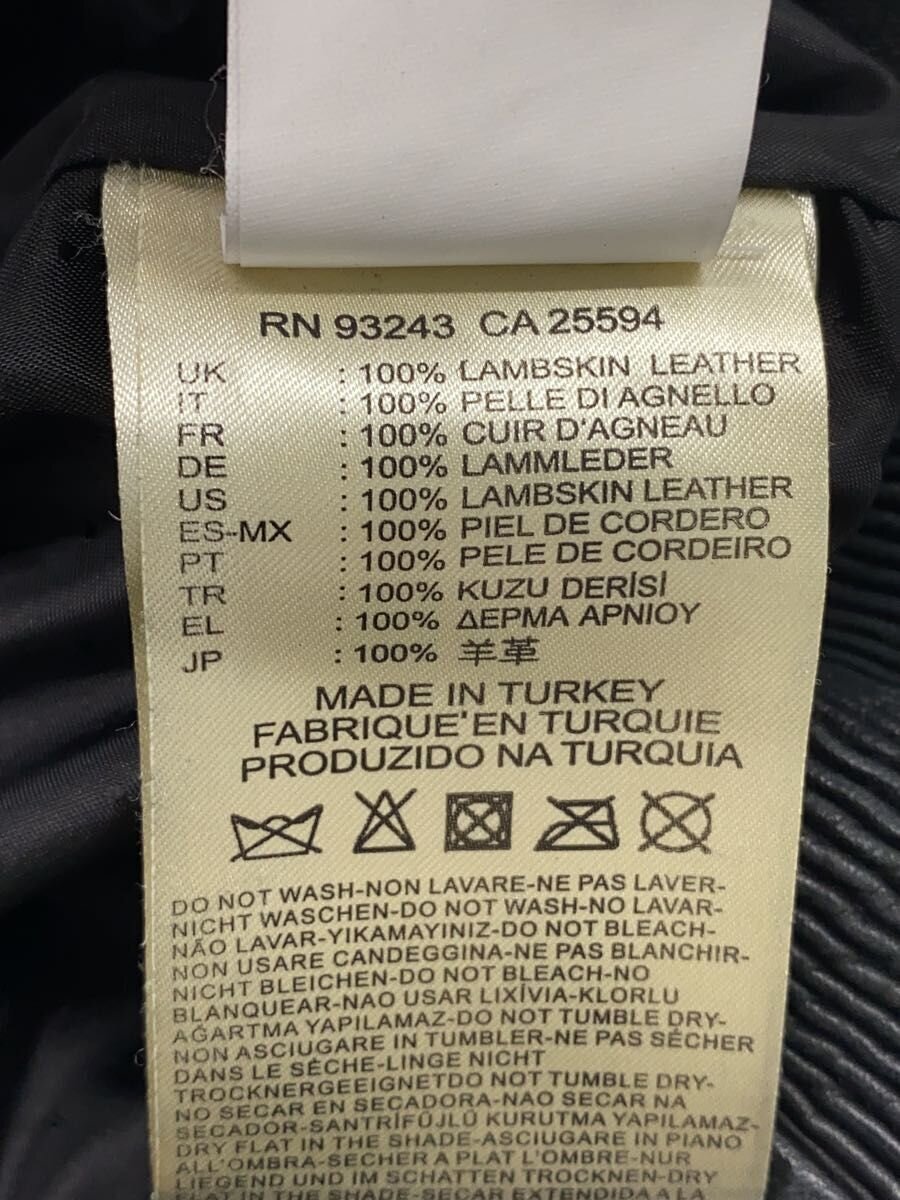 RN 93243 CA 25594
UK : 100% LAMBSKIN LEATHER
IT : 100% PELLE DI AGNELLO
FR : 100% CUIR D'AGNEAU
DE : 100% LAMMLEDER
US : 100% LAMBSKIN LEATHER
ES-MX : 100% PIEL DE CORDERO
PT : 100% PELE DE CORDEIRO
TR : 100% KUZU DERİSİ
EL : 100% ΔΕΡΜΑ ΑΡΝΙΟΥ
JP : 100% 羊革
MADE IN TURKEY
FABRIQUE'EN TURQUIE
PRODUZIDO NA TURQUIA
DO NOT WASH-NON LAVARE-NE PAS LAVER-
NICHT WASCHEN-DO NOT WASH-NO LAVAR-
NÃO LAVAR-YIKAMAYINIZ-DO NOT BLEACH-
NON USARE CANDEGGINA-NE PAS BLANCHIR-
NICHT BLEICHEN-DO NOT BLEACH-NO
BLANQUEAR-NAO USAR LIXÍVIA-KLORLU
AĞARTMA YAPILAMAZ-DO NOT TUMBLE DRY-
NON ASCIUGARE IN TUMBLER-NE PAS SÉCHER
DANS LE SÈCHE-LINGE NICHT
TROCKNERGEEIGNETDO NOT TUMBLE DRY-
NO SECAR EN SECADORA-NAO SECAR NA
SECADOR-SANTRİFÜJLÜ KURUTMA YAPILAMAZ-
DRY FLAT IN THE SHADE-ASCIUGARE IN PIANO
ALL'OMBRA-SECHER A PLAT L'OMBRE-NUR
LIEGEND UND IM SCHATTEN TROCKNEN-DRY
FLAT IN THE SHADE-SECAR EXTENDIDA A LA